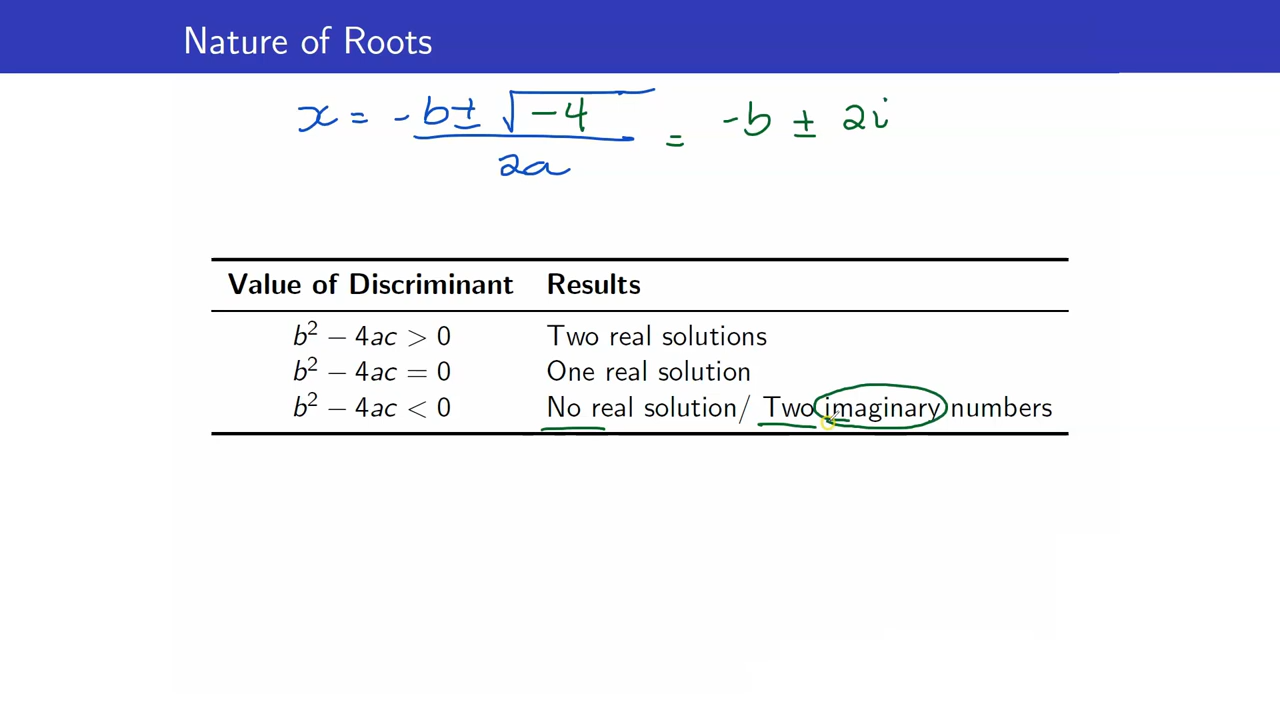 Nature of Roots
x = -b ± √-4 / 2a = -b ± 2i
Value of Discriminant Results
b² − 4ac > 0 Two real solutions
b² − 4ac = 0 One real solution
b² − 4ac < 0 No real solution/ Two imaginary numbers